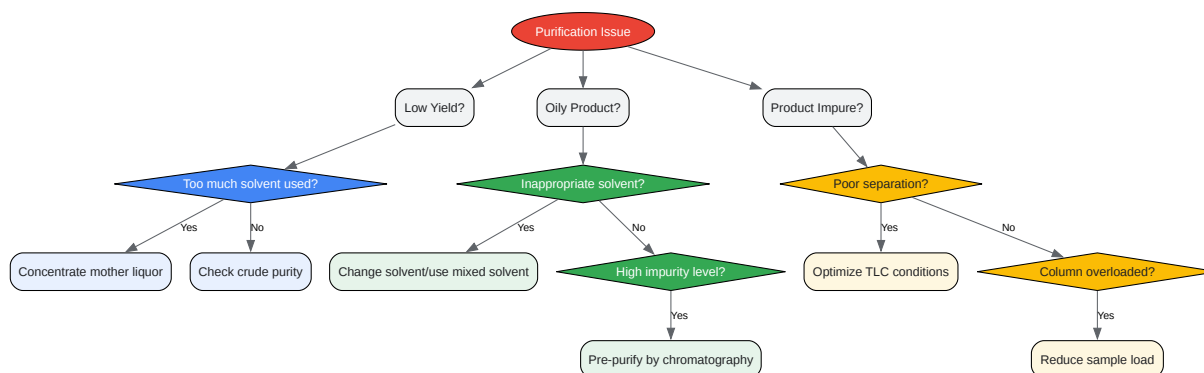 Purification Issue
Low Yield?
Oily Product?
Product Impure?
Too much solvent used?
Inappropriate solvent?
Poor separation?
Yes
No
Yes
No
Yes
No
Concentrate mother liquor
Check crude purity
Change solvent/use mixed solvent
High impurity level?
Optimize TLC conditions
Column overloaded?
Yes
Yes
Pre-purify by chromatography
Reduce sample load